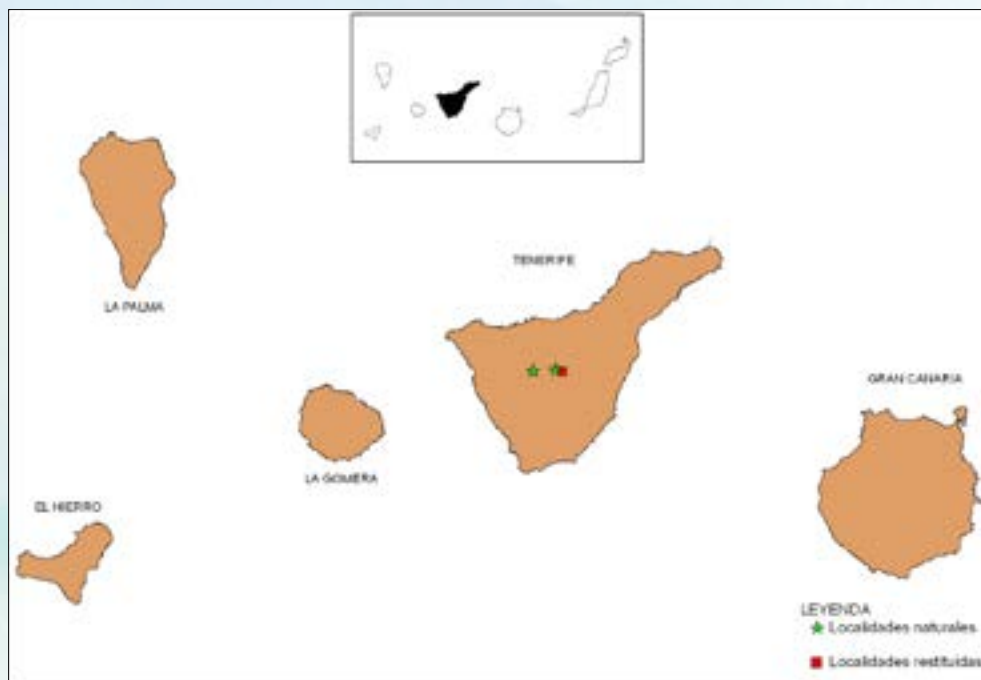 TENERIFE
LA PALMA
GRAN CANARIA
LA GOMERA
EL HIERRO
LEYENDA
Localidades naturales
Localidades restituidas